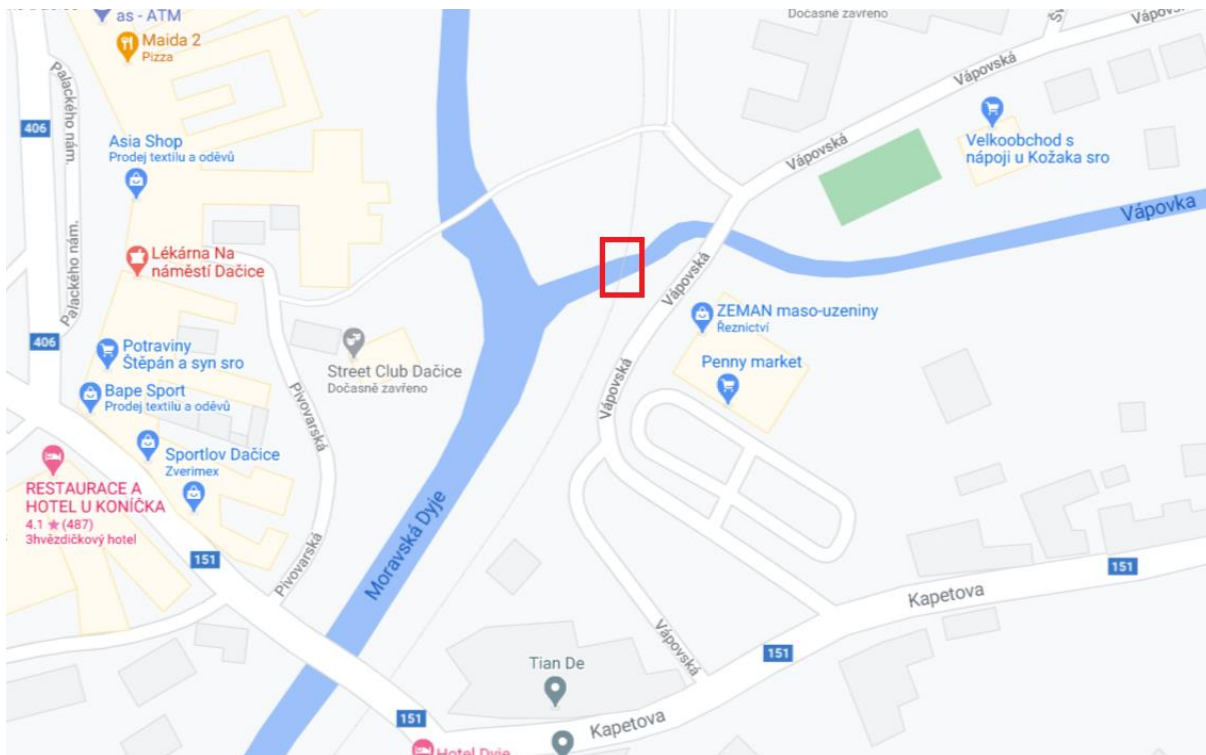 as - ATM
Maida 2
Pizza
Palackého nám.
406
Asia Shop
Prodej textilu a oděvů
Palackého nám.
Lékárna Na
náměstí Dačice
406
Potraviny
Štěpán a syn sro
Bape Sport
Prodej textilu a oděvů
Sportlov Dačice
Zverimex
RESTAURACE A
HOTEL U KONÍČKA
4.1 ★ (487)
3hvězdičkový hotel
151
Pivovarská
Pivovarská
Street Club Dačice
Dočasně zavřeno
Moravská Dyje
Dočasně zavřeno
Vápovská
Vápovská
Velkoobchod s
nápoji u Kožaka sro
Vápovka
Vápovská
ZEMAN maso-uzeniny
Řeznictví
Penny market
Vápovská
Vápovská
151
Kapetova
151
Tian De
Kapetova
151
Hotel Dyje